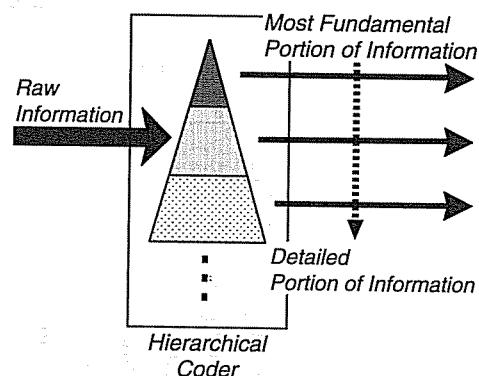 Most Fundamental
Portion of Information
Raw
Information
Detailed
Portion of Information
Hierarchical
Coder